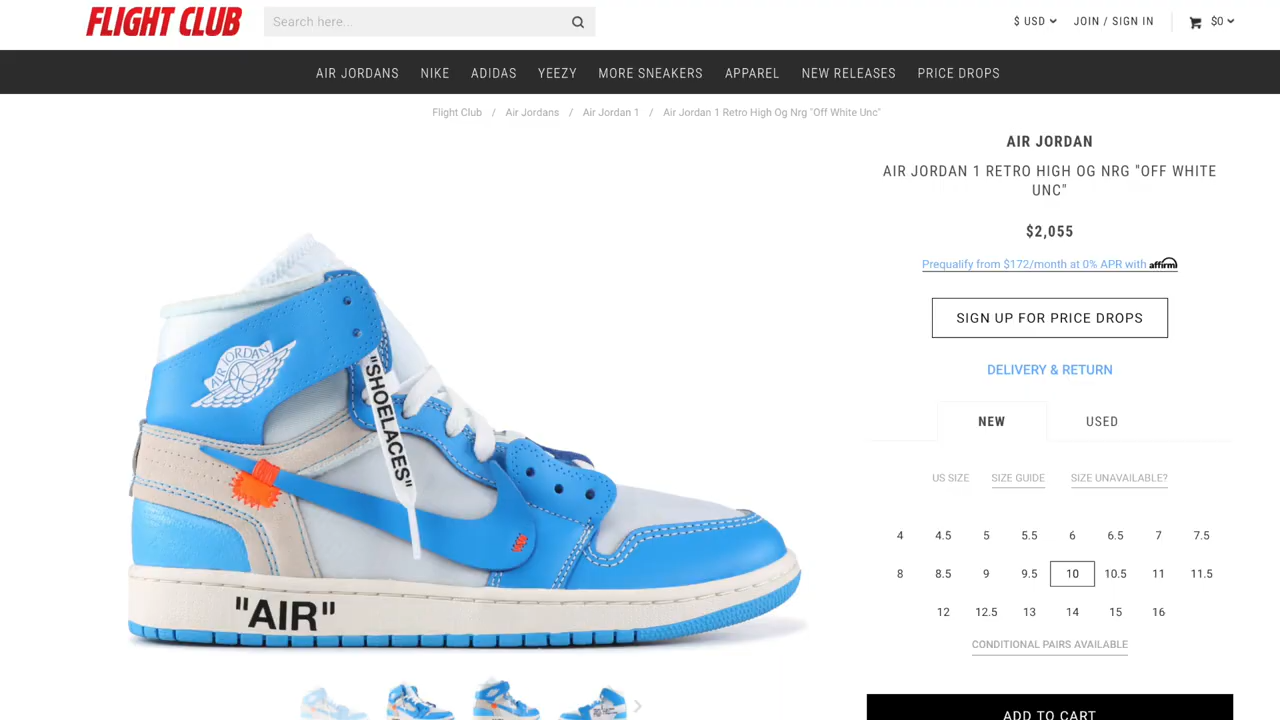 FLIGHT CLUB
Search here...
$ USD
JOIN / SIGN IN
$0
AIR JORDANS NIKE ADIDAS YEEZY MORE SNEAKERS APPAREL NEW RELEASES PRICE DROPS
Flight Club / Air Jordans / Air Jordan 1 / Air Jordan 1 Retro High Og Nrg "Off White Unc"
AIR JORDAN
AIR JORDAN 1 RETRO HIGH OG NRG "OFF WHITE
UNC"
$2,055
Prequalify from $172/month at 0% APR with affirm
SIGN UP FOR PRICE DROPS
DELIVERY & RETURN
NEW USED
US SIZE SIZE GUIDE SIZE UNAVAILABLE?
4 4.5 5 5.5 6 6.5 7 7.5
8 8.5 9 9.5 10 10.5 11 11.5
12 12.5 13 14 15 16
CONDITIONAL PAIRS AVAILABLE
ADD TO CART
AIR JORDAN
"SHOELACES"
"AIR"